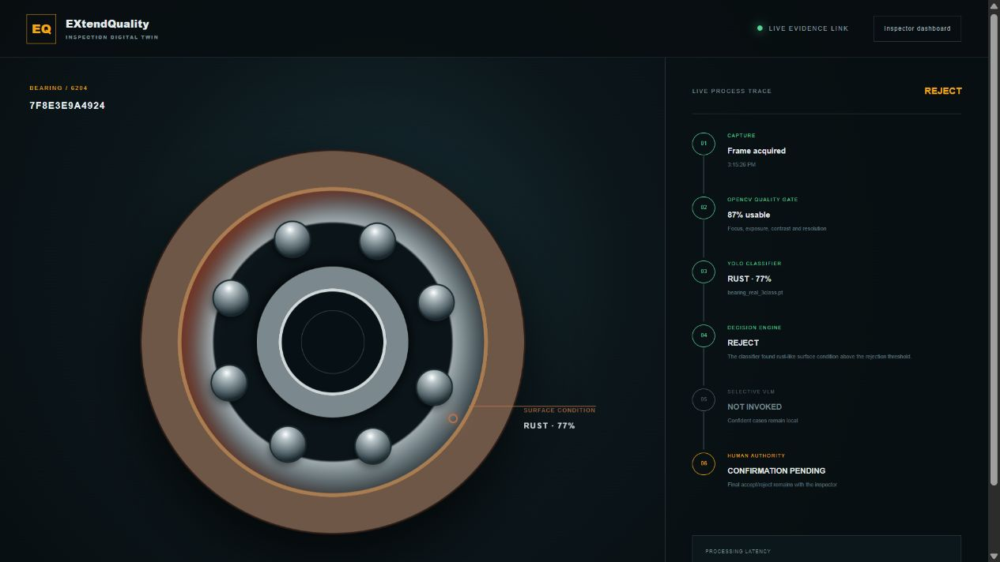 EQ
EXtendQuality
INSPECTION DIGITAL TWIN
LIVE EVIDENCE LINK
Inspector dashboard
BEARING / 6204
7F8E3E9A4924
SURFACE CONDITION
RUST · 77%
LIVE PROCESS TRACE
REJECT
01
CAPTURE
Frame acquired
3:15:26 PM
02
OPENCV QUALITY GATE
87% usable
Focus, exposure, contrast and resolution
03
YOLO CLASSIFIER
RUST · 77%
bearing_real_3class.pt
04
DECISION ENGINE
REJECT
The classifier found rust-like surface condition above the rejection threshold.
05
SELECTIVE VLM
NOT INVOKED
Confident cases remain local
06
HUMAN AUTHORITY
CONFIRMATION PENDING
Final accept/reject remains with the inspector
PROCESSING LATENCY